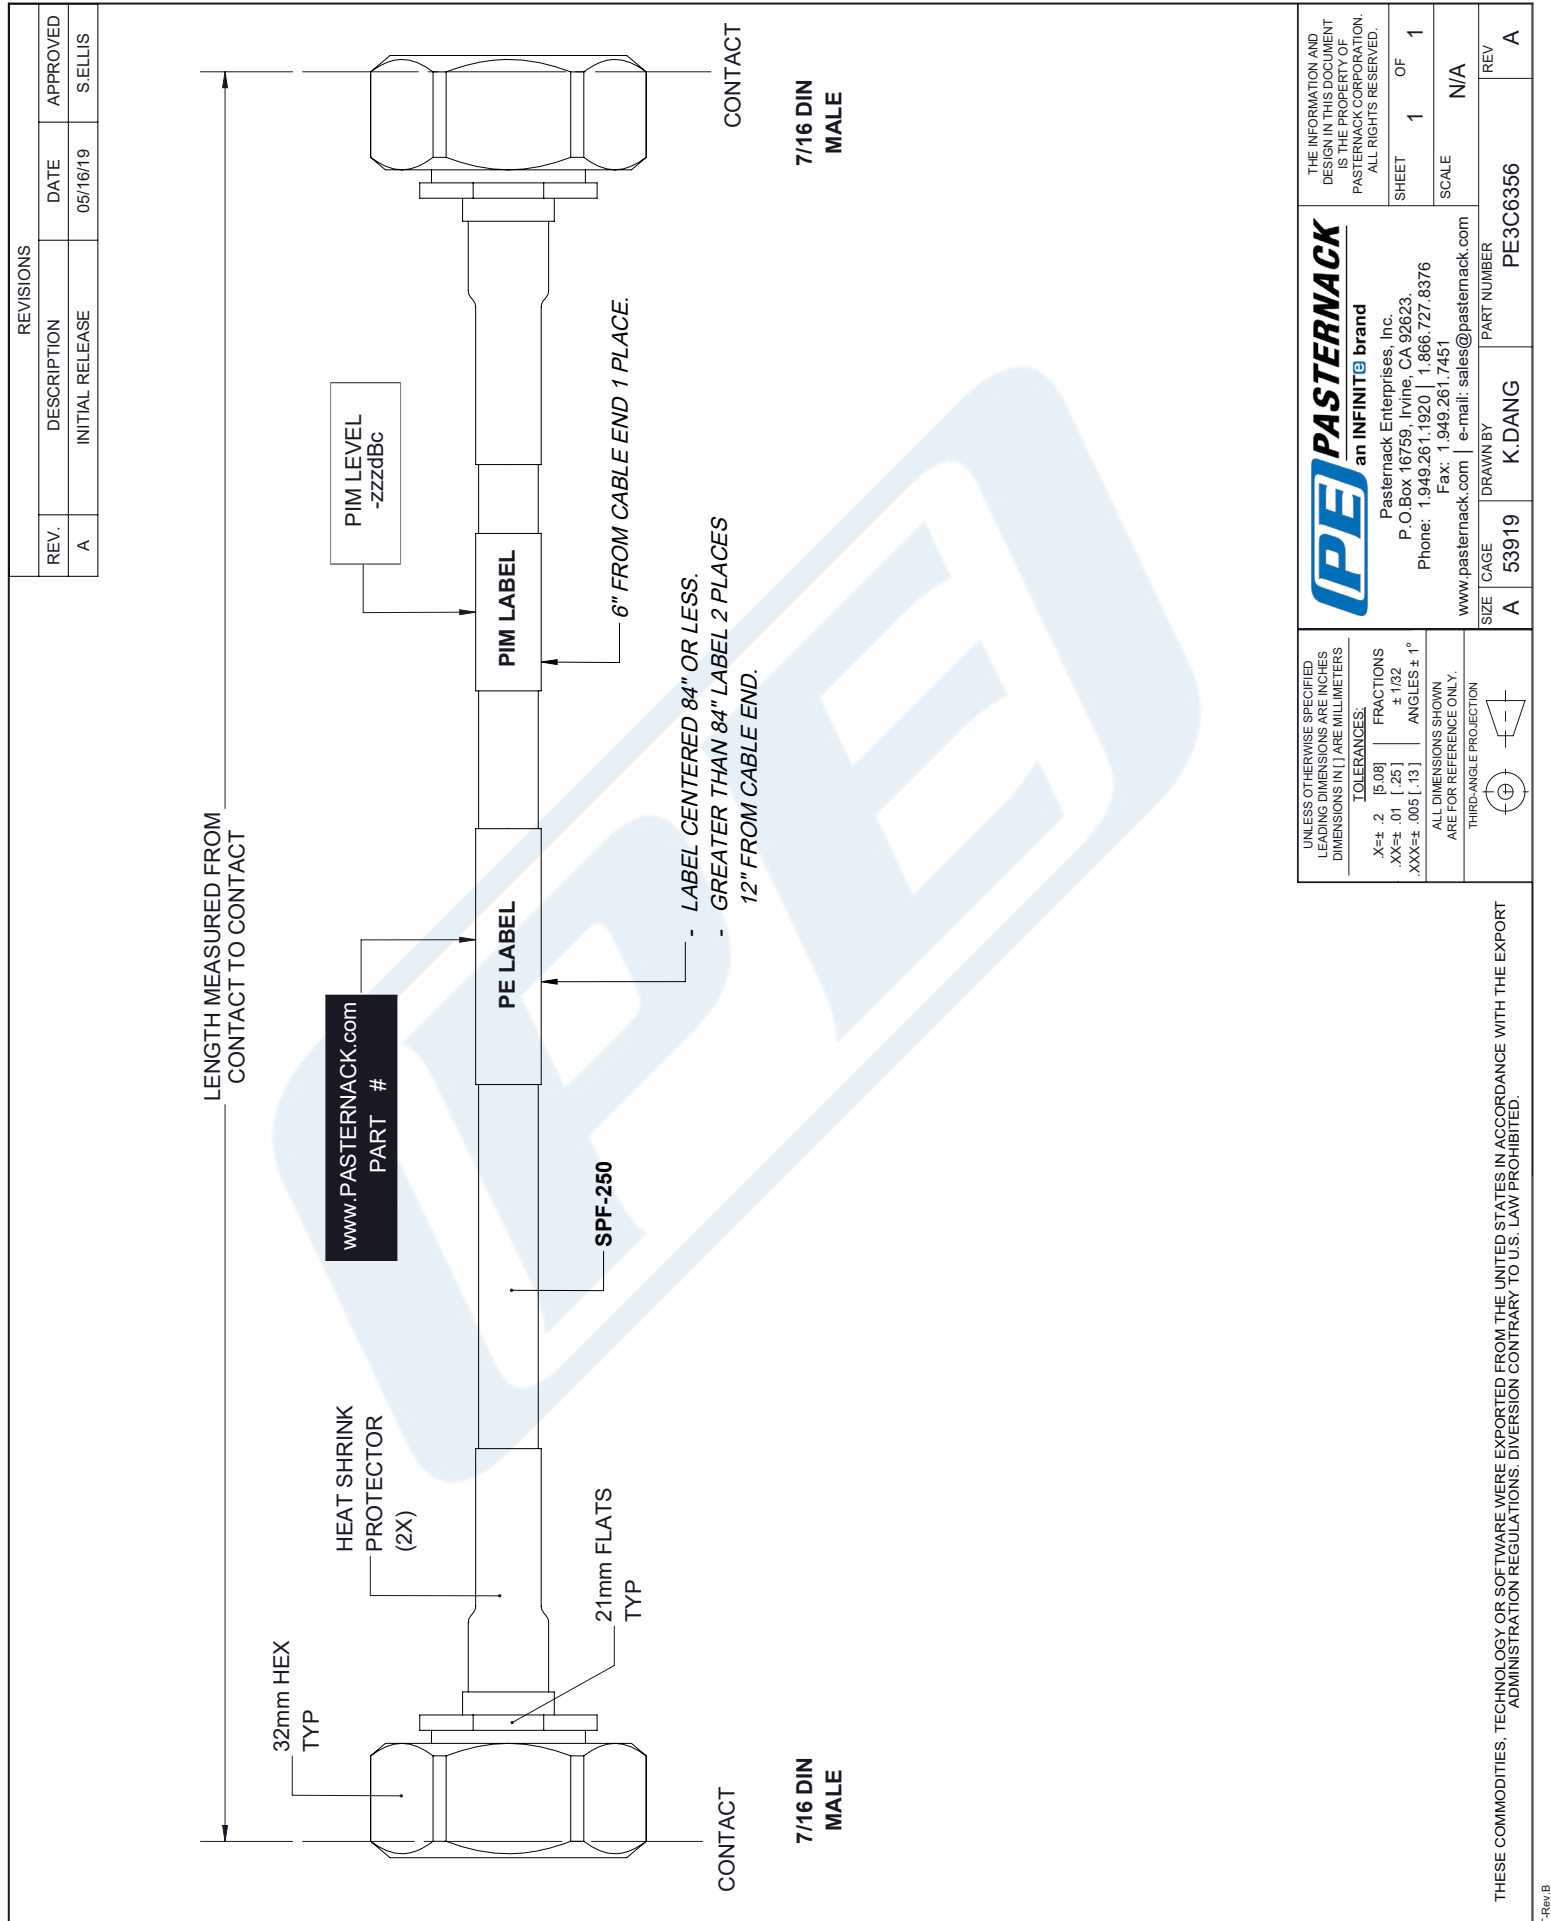 REVISIONS
REV. DESCRIPTION DATE APPROVED
A INITIAL RELEASE 05/16/19 S.ELLIS
LENGTH MEASURED FROM
CONTACT TO CONTACT
32mm HEX
TYP
HEAT SHRINK
PROTECTOR
(2X)
www.PASTERNACK.com
PART #
PIM LEVEL
-zzzdBc
PE LABEL
PIM LABEL
21mm FLATS
TYP
SPF-250
6" FROM CABLE END 1 PLACE.
- LABEL CENTERED 84" OR LESS.
- GREATER THAN 84" LABEL 2 PLACES
12" FROM CABLE END.
CONTACT
7/16 DIN
MALE
CONTACT
7/16 DIN
MALE
PE
THESE COMMODITIES, TECHNOLOGY OR SOFTWARE WERE EXPORTED FROM THE UNITED STATES IN ACCORDANCE WITH THE EXPORT
ADMINISTRATION REGULATIONS. DIVERSION CONTRARY TO U.S. LAW PROHIBITED.
UNLESS OTHERWISE SPECIFIED
LEADING DIMENSIONS ARE INCHES
DIMENSIONS IN [ ] ARE MILLIMETERS
TOLERANCES:
.X=± .2 [5.08] FRACTIONS
.XX=± .01 [.25] ± 1/32
.XXX=± .005 [.13] ANGLES ± 1°
ALL DIMENSIONS SHOWN
ARE FOR REFERENCE ONLY.
THIRD-ANGLE PROJECTION
PE PASTERNACK
an INFINITe brand
Pasternack Enterprises, Inc.
P.O.Box 16759, Irvine, CA 92623.
Phone: 1.949.261.1920 | 1.866.727.8376
Fax: 1.949.261.7451
www.pasternack.com | e-mail: sales@pasternack.com
THE INFORMATION AND
DESIGN IN THIS DOCUMENT
IS THE PROPERTY OF
PASTERNACK CORPORATION.
ALL RIGHTS RESERVED.
SHEET 1 OF 1
SCALE N/A
SIZE A
CAGE 53919
DRAWN BY K.DANG
PART NUMBER PE3C6356
REV A
-Rev.B